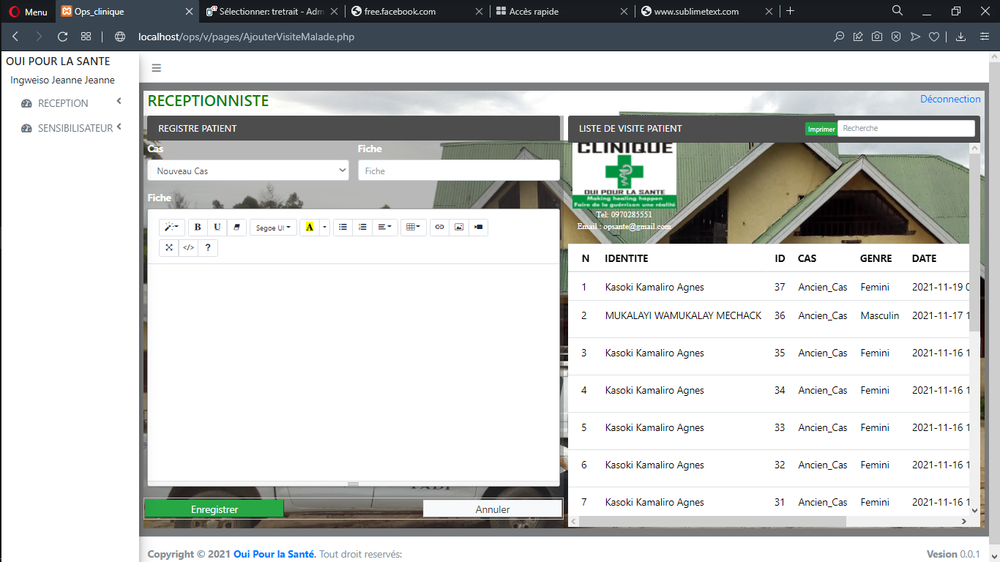 Menu
Ops_clinique
Sélectionner: tretrait - Adm
free.facebook.com
Accès rapide
www.sublimetext.com
localhost/ops/v/pages/AjouterVisiteMalade.php
OUI POUR LA SANTE
Ingweiso Jeanne Jeanne
RECEPTION
SENSIBILISATEUR
RECEPTIONNISTE
Déconnection
REGISTRE PATIENT
Cas
Fiche
Nouveau Cas
Fiche
Fiche
B U Segoe UI A
</> ?
PADI
Enregistrer
Annuler
LISTE DE VISITE PATIENT
Imprimer
Recherche
CLINIQUE
OUI POUR LA SANTE
Making healing happen
Faire de la guérrison une réalité
Tel: 0970285551
Email : opsante@gmail.com
N IDENTITE ID CAS GENRE DATE
1 Kasoki Kamaliro Agnes 37 Ancien_Cas Femini 2021-11-19 0
2 MUKALAYI WAMUKALAY MECHACK 36 Ancien_Cas Masculin 2021-11-17 1
3 Kasoki Kamaliro Agnes 35 Ancien_Cas Femini 2021-11-16 1
4 Kasoki Kamaliro Agnes 34 Ancien_Cas Femini 2021-11-16 1
5 Kasoki Kamaliro Agnes 33 Ancien_Cas Femini 2021-11-16 1
6 Kasoki Kamaliro Agnes 32 Ancien_Cas Femini 2021-11-16 1
7 Kasoki Kamaliro Agnes 31 Ancien_Cas Femini 2021-11-16 1
Copyright © 2021 Oui Pour la Santé. Tout droit reservés:
Vesion 0.0.1